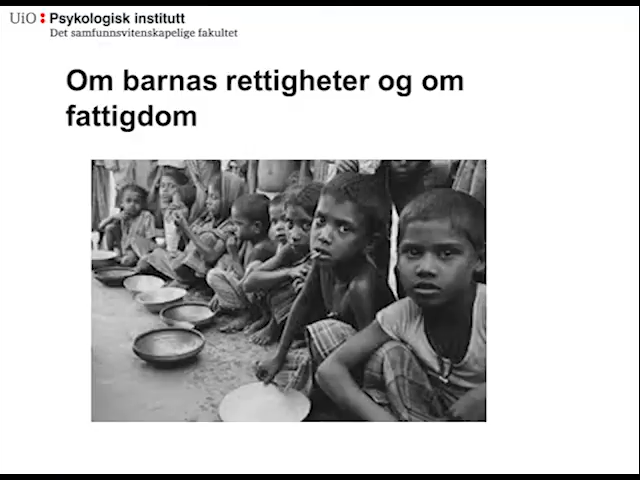 UiO Psykologisk institutt
Det samfunnsvitenskapelige fakultet
Om barnas rettigheter og om
fattigdom